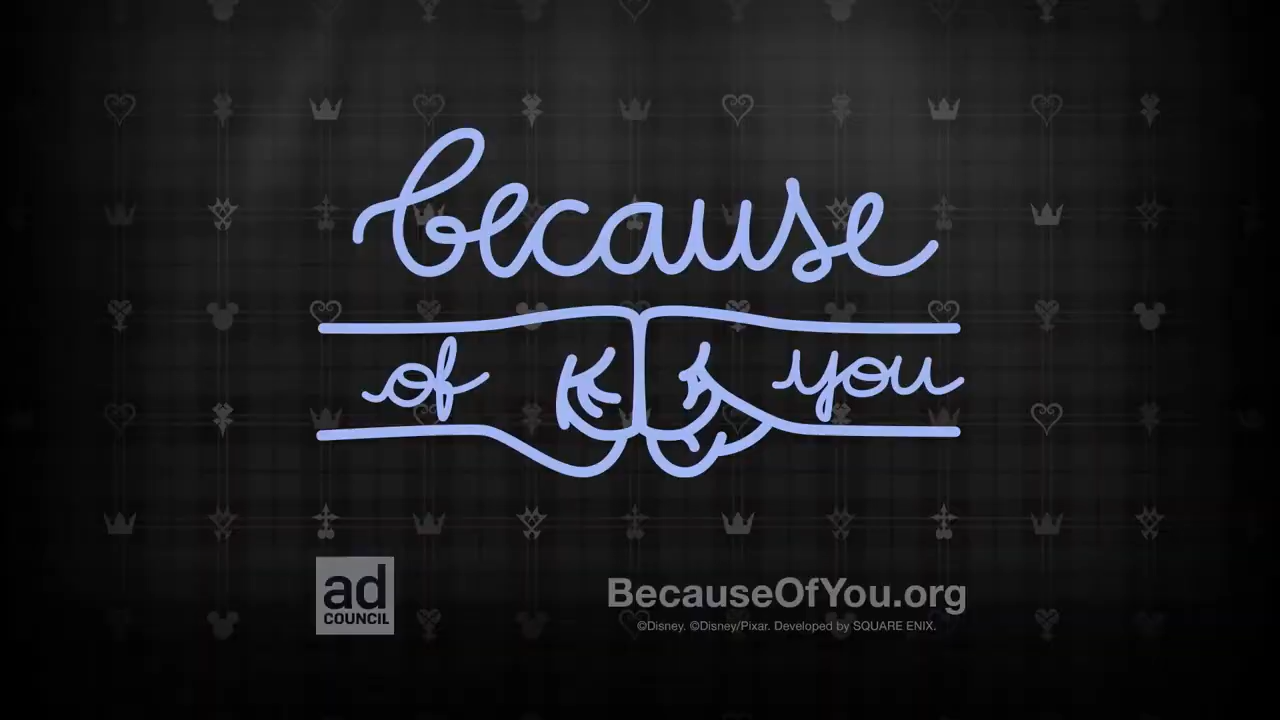 because
of you
ad
COUNCIL
BecauseOfYou.org
©Disney. ©Disney/Pixar. Developed by SQUARE ENIX.